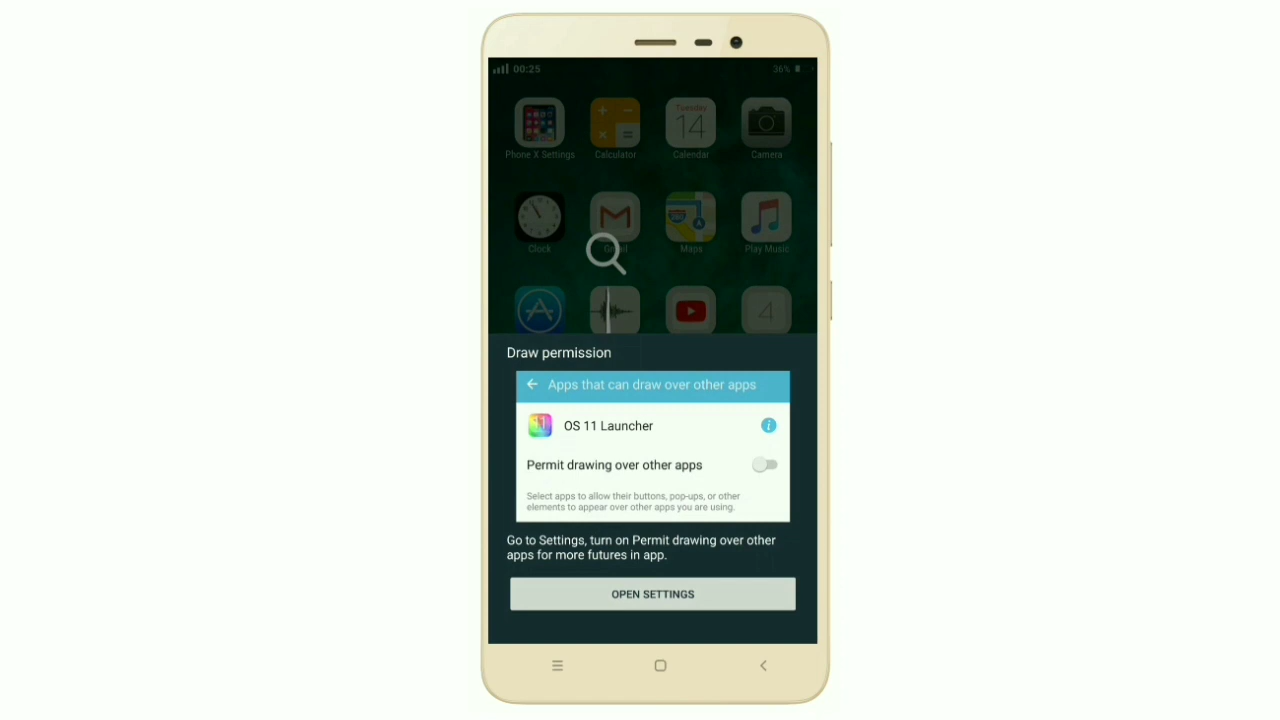 00:25 36%
Tuesday
14
Phone X Settings Calculator Calendar Camera
Clock Gmail Maps Play Music
4
Draw permission
Apps that can draw over other apps
OS 11 Launcher
Permit drawing over other apps
Select apps to allow their buttons, pop-ups, or other
elements to appear over other apps you are using.
Go to Settings, turn on Permit drawing over other
apps for more futures in app.
OPEN SETTINGS